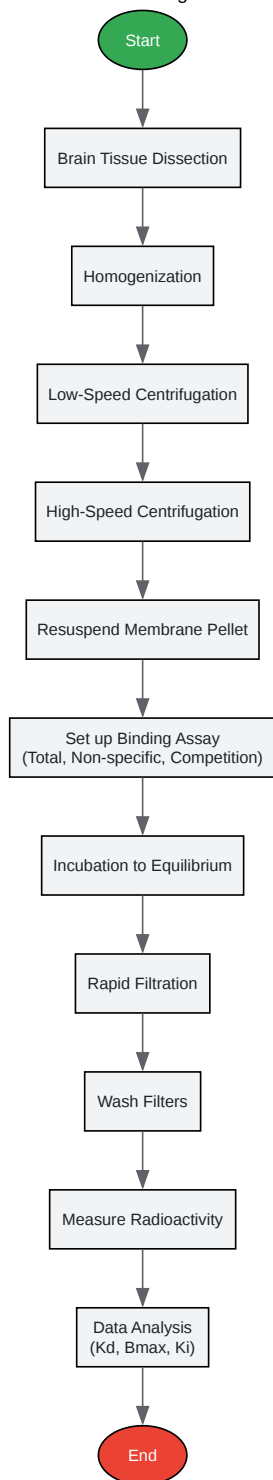 Start
Brain Tissue Dissection
Homogenization
Low-Speed Centrifugation
High-Speed Centrifugation
Resuspend Membrane Pellet
Set up Binding Assay
(Total, Non-specific, Competition)
Incubation to Equilibrium
Rapid Filtration
Wash Filters
Measure Radioactivity
Data Analysis
(Kd, Bmax, Ki)
End